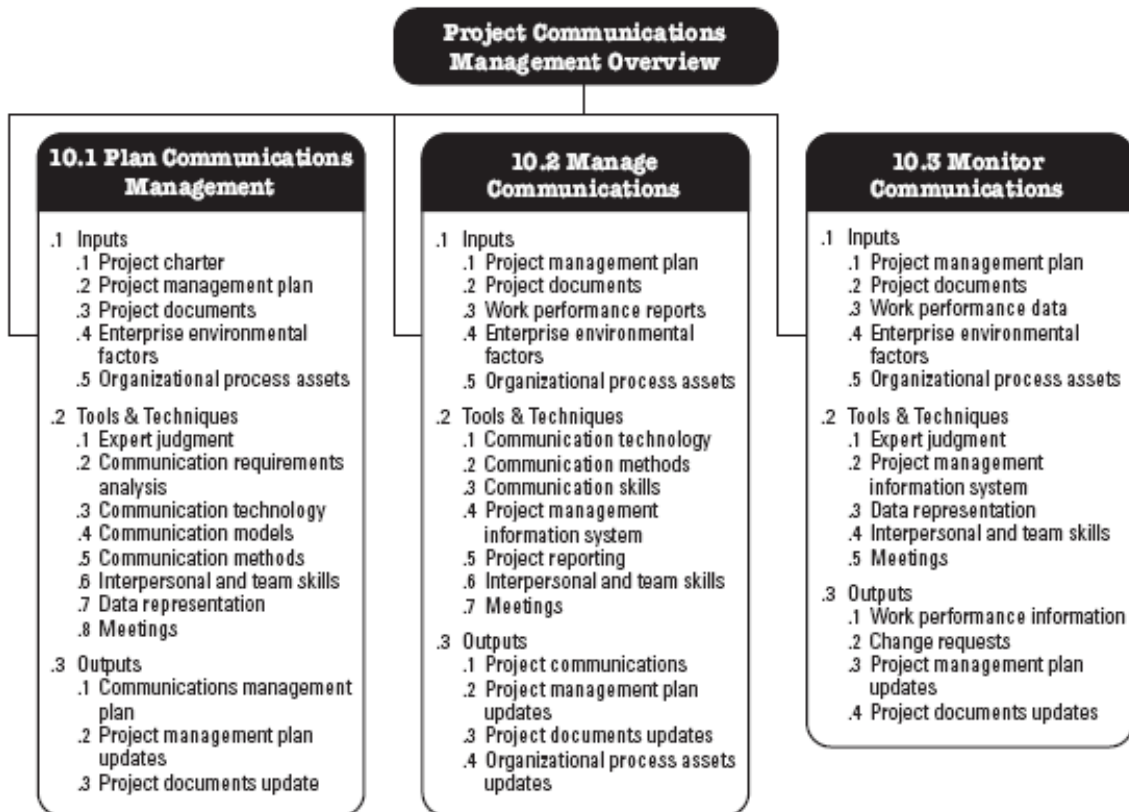 Project Communications
Management Overview
10.1 Plan Communications
Management
.1 Inputs
.1 Project charter
.2 Project management plan
.3 Project documents
.4 Enterprise environmental
factors
.5 Organizational process assets
.2 Tools & Techniques
.1 Expert judgment
.2 Communication requirements
analysis
.3 Communication technology
.4 Communication models
.5 Communication methods
.6 Interpersonal and team skills
.7 Data representation
.8 Meetings
.3 Outputs
.1 Communications management
plan
.2 Project management plan
updates
.3 Project documents update
10.2 Manage
Communications
.1 Inputs
.1 Project management plan
.2 Project documents
.3 Work performance reports
.4 Enterprise environmental
factors
.5 Organizational process assets
.2 Tools & Techniques
.1 Communication technology
.2 Communication methods
.3 Communication skills
.4 Project management
information system
.5 Project reporting
.6 Interpersonal and team skills
.7 Meetings
.3 Outputs
.1 Project communications
.2 Project management plan
updates
.3 Project documents updates
.4 Organizational process assets
updates
10.3 Monitor
Communications
.1 Inputs
.1 Project management plan
.2 Project documents
.3 Work performance data
.4 Enterprise environmental
factors
.5 Organizational process assets
.2 Tools & Techniques
.1 Expert judgment
.2 Project management
information system
.3 Data representation
.4 Interpersonal and team skills
.5 Meetings
.3 Outputs
.1 Work performance information
.2 Change requests
.3 Project management plan
updates
.4 Project documents updates